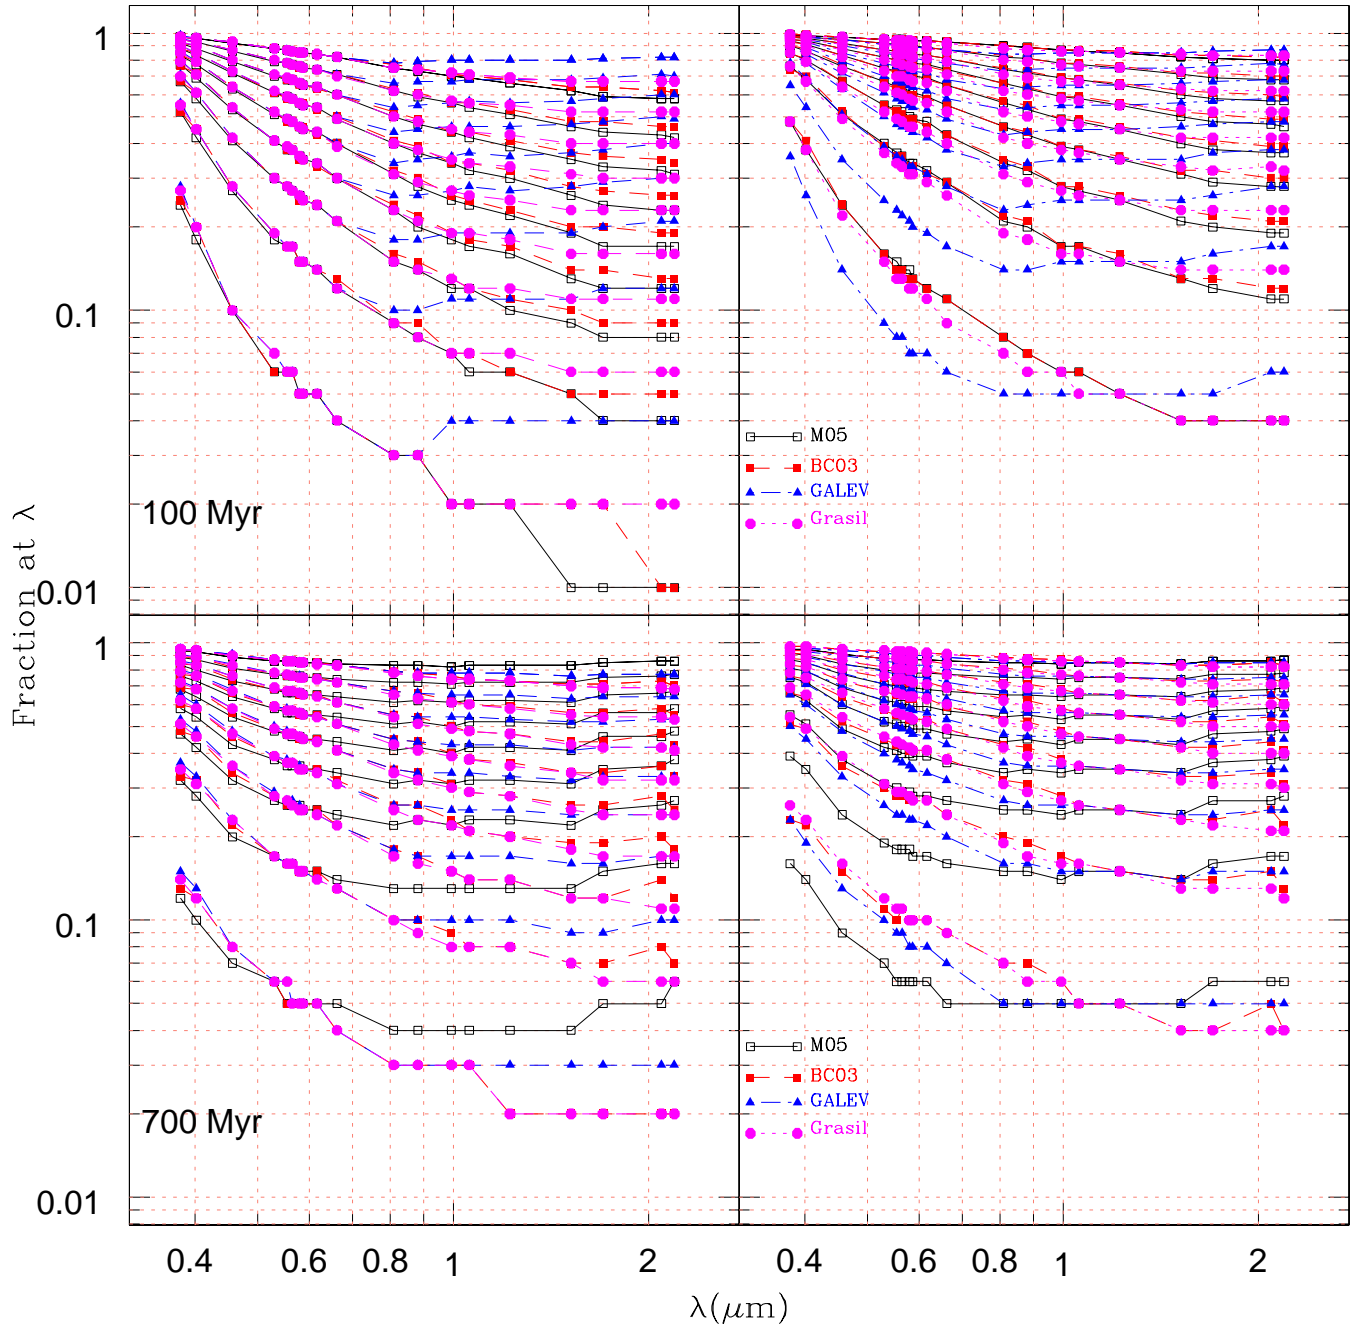 1
0.1
0.01
100 Myr
M05
BC03
GALEV
Grasil
Fraction at λ
1
0.1
0.01
700 Myr
M05
BC03
GALEV
Grasil
0.4 0.6 0.8 1 2
0.4 0.6 0.8 1 2
λ(μm)